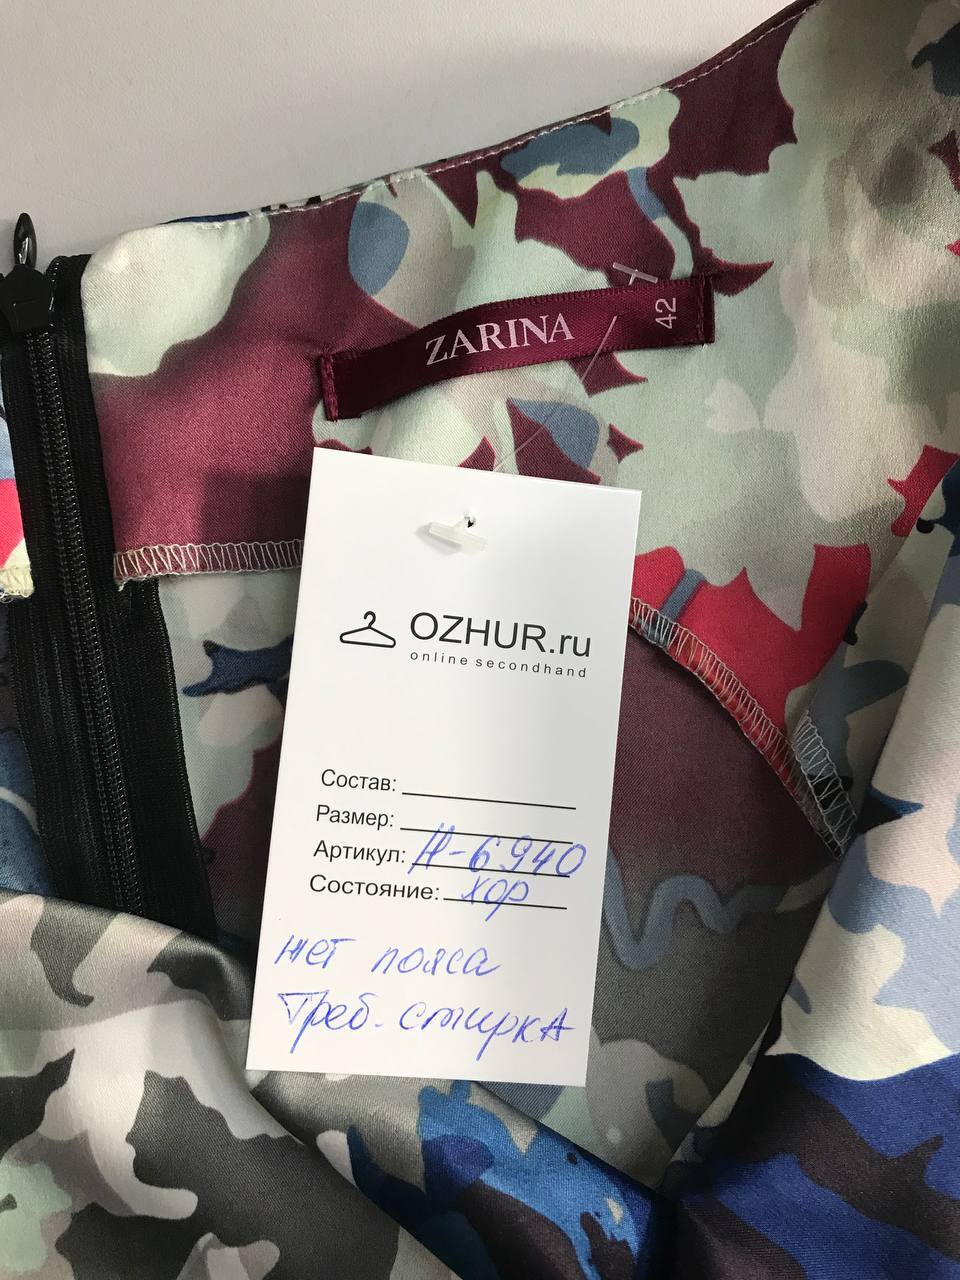 ZARINA
42
OZHUR.ru
online secondhand
Состав:
Размер:
Артикул: Н-6940
Состояние: хор
нет пояса
Треб. стирка